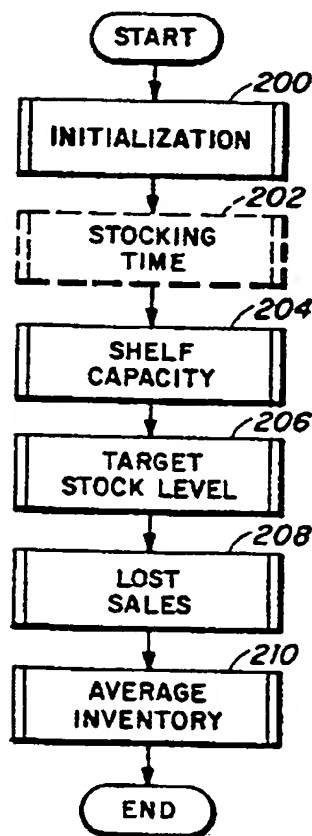 START
200
INITIALIZATION
202
STOCKING
TIME
204
SHELF
CAPACITY
206
TARGET
STOCK LEVEL
208
LOST
SALES
210
AVERAGE
INVENTORY
END